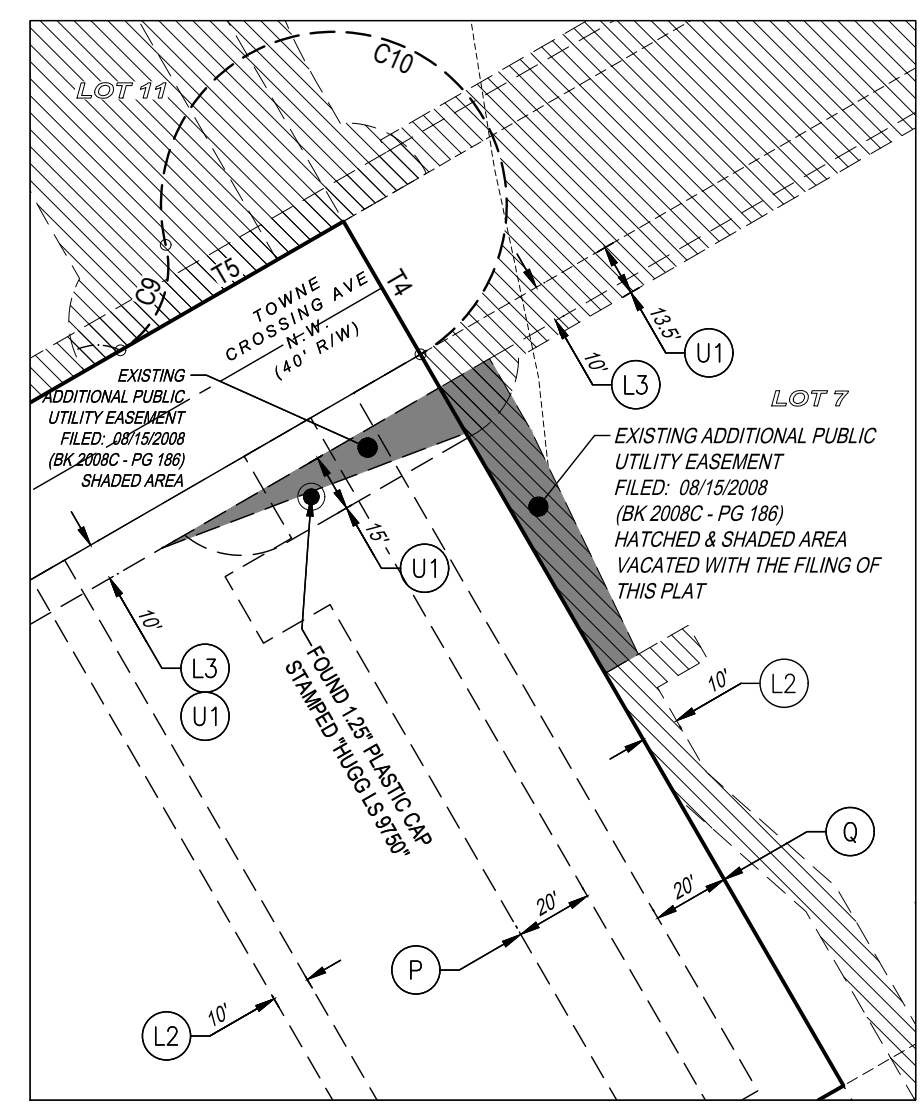 C10
LOT 11
T5
C9
T4
TOWNE
CROSSING AVE
N.W.
(40' R/W)
13.5'
U1
10'
L3
LOT 7
EXISTING
ADDITIONAL PUBLIC
UTILITY EASEMENT
FILED: 08/15/2008
(BK 2008C - PG 186)
SHADED AREA
EXISTING ADDITIONAL PUBLIC
UTILITY EASEMENT
FILED: 08/15/2008
(BK 2008C - PG 186)
HATCHED & SHADED AREA
VACATED WITH THE FILING OF
THIS PLAT
15'
U1
10'
L3
U1
FOUND 1.25" PLASTIC CAP
STAMPED "HUGG LS 9750"
10'
L2
Q
20'
20'
P
10'
L2